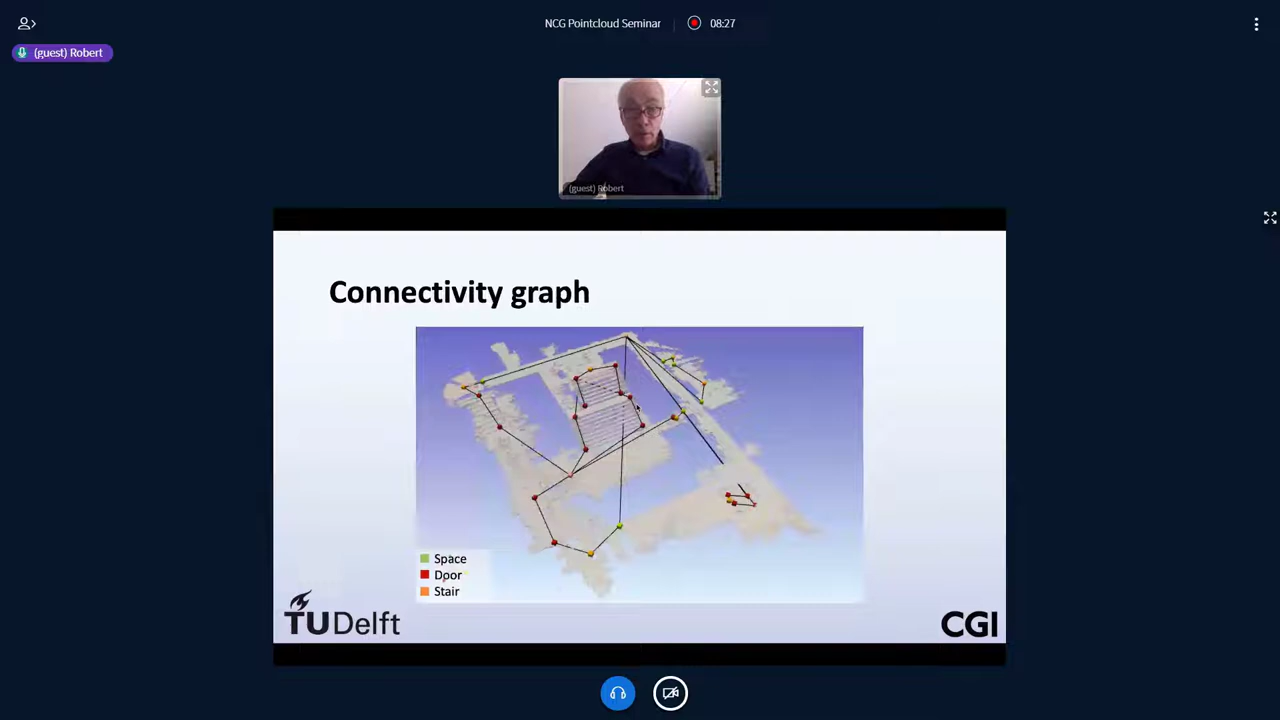 NCG Pointcloud Seminar
08:27
(guest) Robert
(guest) Robert
Connectivity graph
Space
Door
Stair
TU Delft
CGI